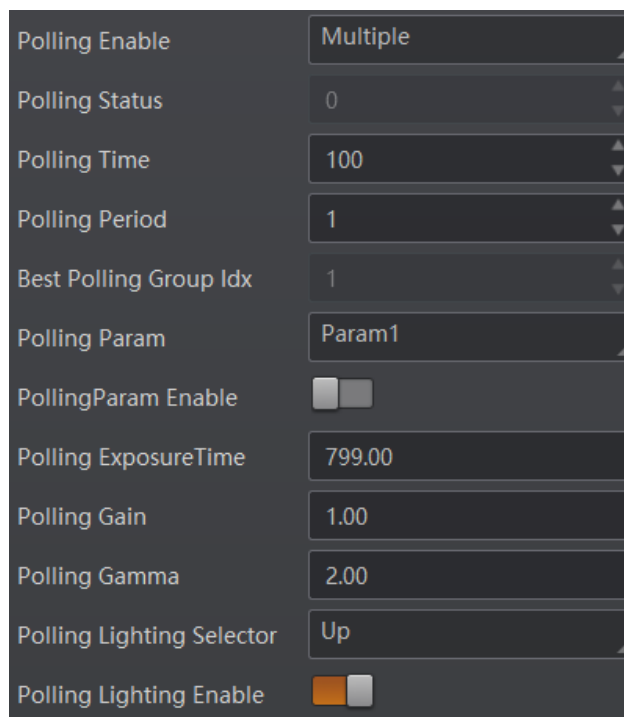 Polling Enable Multiple
Polling Status 0
Polling Time 100
Polling Period 1
Best Polling Group Idx 1
Polling Param Param1
PollingParam Enable
Polling ExposureTime 799.00
Polling Gain 1.00
Polling Gamma 2.00
Polling Lighting Selector Up
Polling Lighting Enable